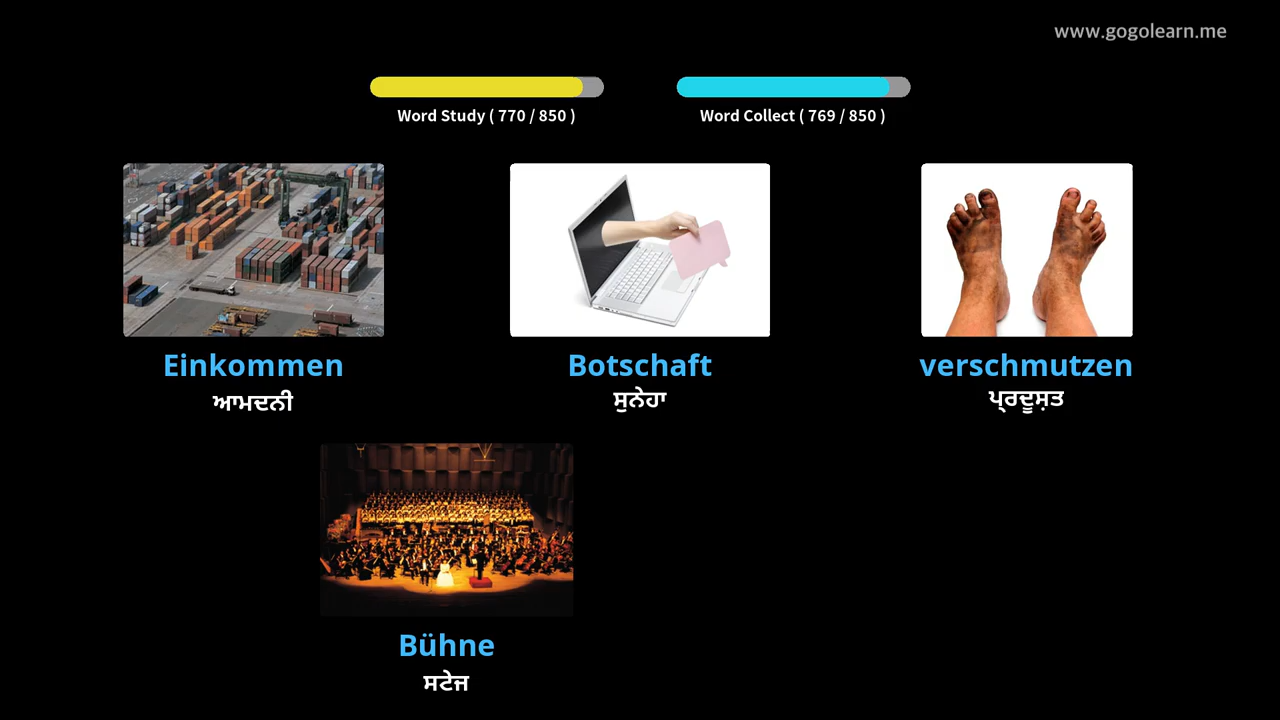 www.gogolearn.me
Word Study ( 770 / 850 )
Word Collect ( 769 / 850 )
Einkommen
ਆਮਦਨੀ
Botschaft
ਸੁਨੇਹਾ
verschmutzen
ਪ੍ਰਦੂਸ਼ਤ
Bühne
ਸਟੇਜ